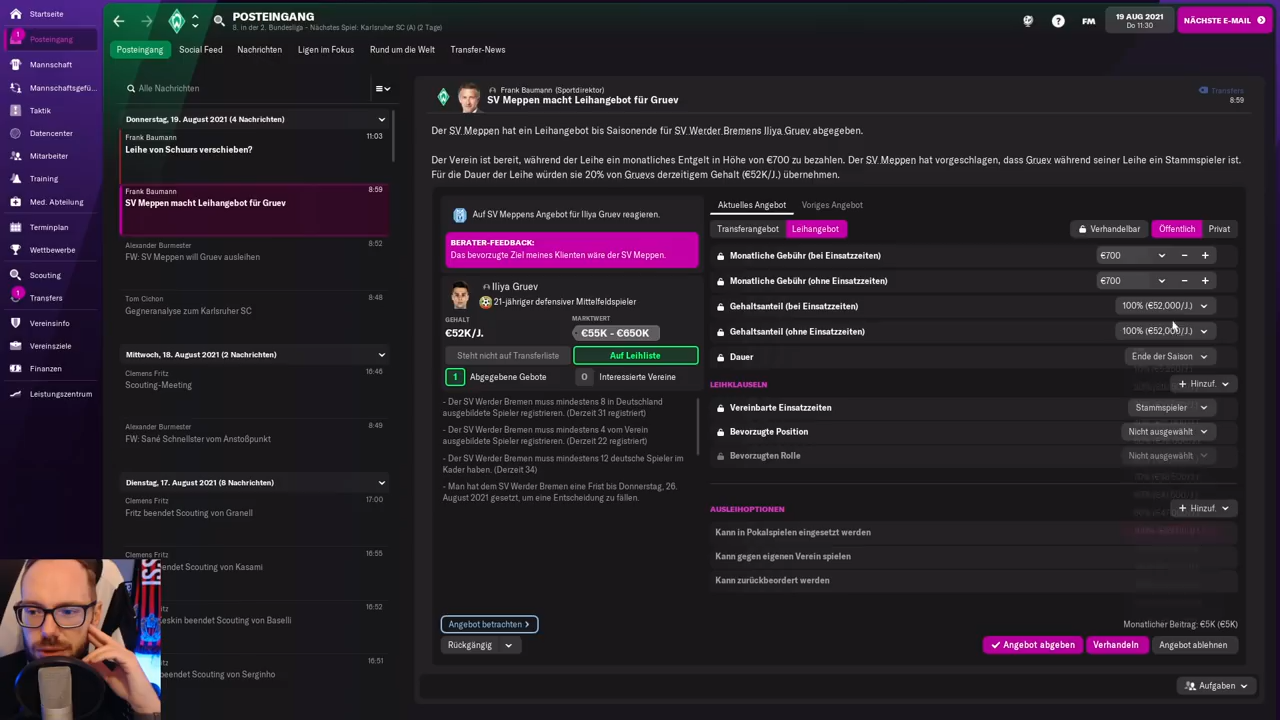 Startseite
1
Posteingang
Mannschaft
Mannschaftsgefü...
Taktik
Datencenter
Mitarbeiter
Training
Med. Abteilung
Terminplan
Wettbewerbe
Scouting
1
Transfers
Vereinsinfo
Vereinsziele
Finanzen
Leistungszentrum
POSTEINGANG
8. in der 2. Bundesliga - Nächstes Spiel: Karlsruher SC (A) (2 Tage)
FM
19 AUG 2021
Do 11:30
NÄCHSTE E-MAIL
Posteingang
Social Feed
Nachrichten
Ligen im Fokus
Rund um die Welt
Transfer-News
Alle Nachrichten
Donnerstag, 19. August 2021 (4 Nachrichten)
Frank Baumann 11:03
Leihe von Schuurs verschieben?
Frank Baumann 8:59
SV Meppen macht Leihangebot für Gruev
Alexander Burmester 8:52
FW: SV Meppen will Gruev ausleihen
Tom Cichon 8:48
Gegneranalyse zum Karlsruher SC
Mittwoch, 18. August 2021 (2 Nachrichten)
Clemens Fritz 16:46
Scouting-Meeting
Alexander Burmester 8:49
FW: Sané Schnellster vom Anstoßpunkt
Dienstag, 17. August 2021 (8 Nachrichten)
Clemens Fritz 17:00
Fritz beendet Scouting von Granell
Clemens Fritz 16:55
endet Scouting von Kasami
16:52
eskin beendet Scouting von Baselli
16:51
beendet Scouting von Serginho
Frank Baumann (Sportdirektor)
SV Meppen macht Leihangebot für Gruev
Transfers
8:59
Der SV Meppen hat ein Leihangebot bis Saisonende für SV Werder Bremens Iliya Gruev abgegeben.
Der Verein ist bereit, während der Leihe ein monatliches Entgelt in Höhe von €700 zu bezahlen. Der SV Meppen hat vorgeschlagen, dass Gruev während seiner Leihe ein Stammspieler ist.
Für die Dauer der Leihe würden sie 20% von Gruevs derzeitigem Gehalt (€52K/J.) übernehmen.
Auf SV Meppens Angebot für Iliya Gruev reagieren.
BERATER-FEEDBACK:
Das bevorzugte Ziel meines Klienten wäre der SV Meppen.
Iliya Gruev
21-jähriger defensiver Mittelfeldspieler
GEHALT
€52K/J.
MARKTWERT
€55K - €650K
Steht nicht auf Transferliste
Auf Leihliste
1 Abgegebene Gebote
0 Interessierte Vereine
- Der SV Werder Bremen muss mindestens 8 in Deutschland
ausgebildete Spieler registrieren. (Derzeit 31 registriert)
- Der SV Werder Bremen muss mindestens 4 vom Verein
ausgebildete Spieler registrieren. (Derzeit 22 registriert)
- Der SV Werder Bremen muss mindestens 12 deutsche Spieler im
Kader haben. (Derzeit 34)
- Man hat dem SV Werder Bremen eine Frist bis Donnerstag, 26.
August 2021 gesetzt, um eine Entscheidung zu fällen.
Angebot betrachten
Rückgängig
Aktuelles Angebot
Voriges Angebot
Transferangebot
Leihangebot
Verhandelbar
Öffentlich
Privat
Monatliche Gebühr (bei Einsatzzeiten) €700 - +
Monatliche Gebühr (ohne Einsatzzeiten) €700 - +
Gehaltsanteil (bei Einsatzzeiten) 100% (€52,000/J.)
Gehaltsanteil (ohne Einsatzzeiten) 100% (€52,000/J.)
Dauer Ende der Saison
LEIHKLAUSELN + Hinzuf.
Vereinbarte Einsatzzeiten Stammspieler
Bevorzugte Position Nicht ausgewählt
Bevorzugten Rolle Nicht ausgewählt
AUSLEIHOPTIONEN + Hinzuf.
Kann in Pokalspielen eingesetzt werden
Kann gegen eigenen Verein spielen
Kann zurückbeordert werden
Monatlicher Beitrag: €5K (€5K)
Angebot abgeben
Verhandeln
Angebot ablehnen
Aufgaben